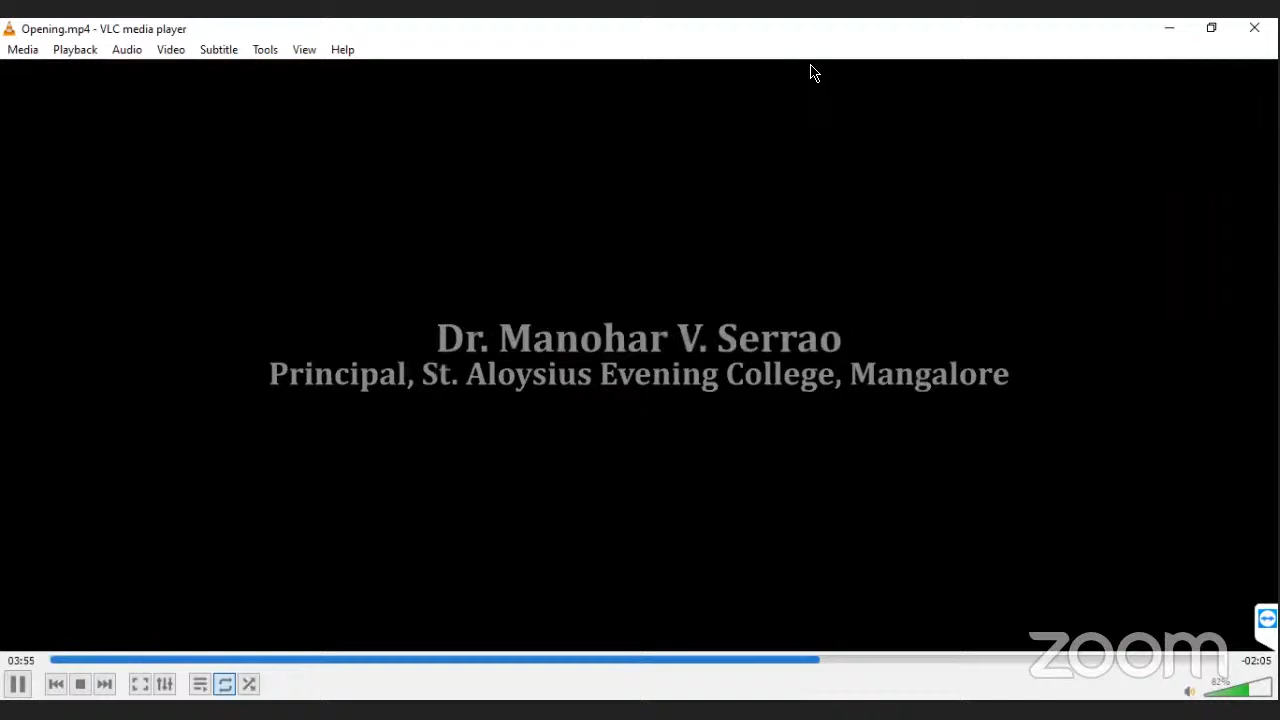 Opening.mp4 - VLC media player
Media Playback Audio Video Subtitle Tools View Help
Dr. Manohar V. Serrao
Principal, St. Aloysius Evening College, Mangalore
zoom
03:55 -02:05
82%